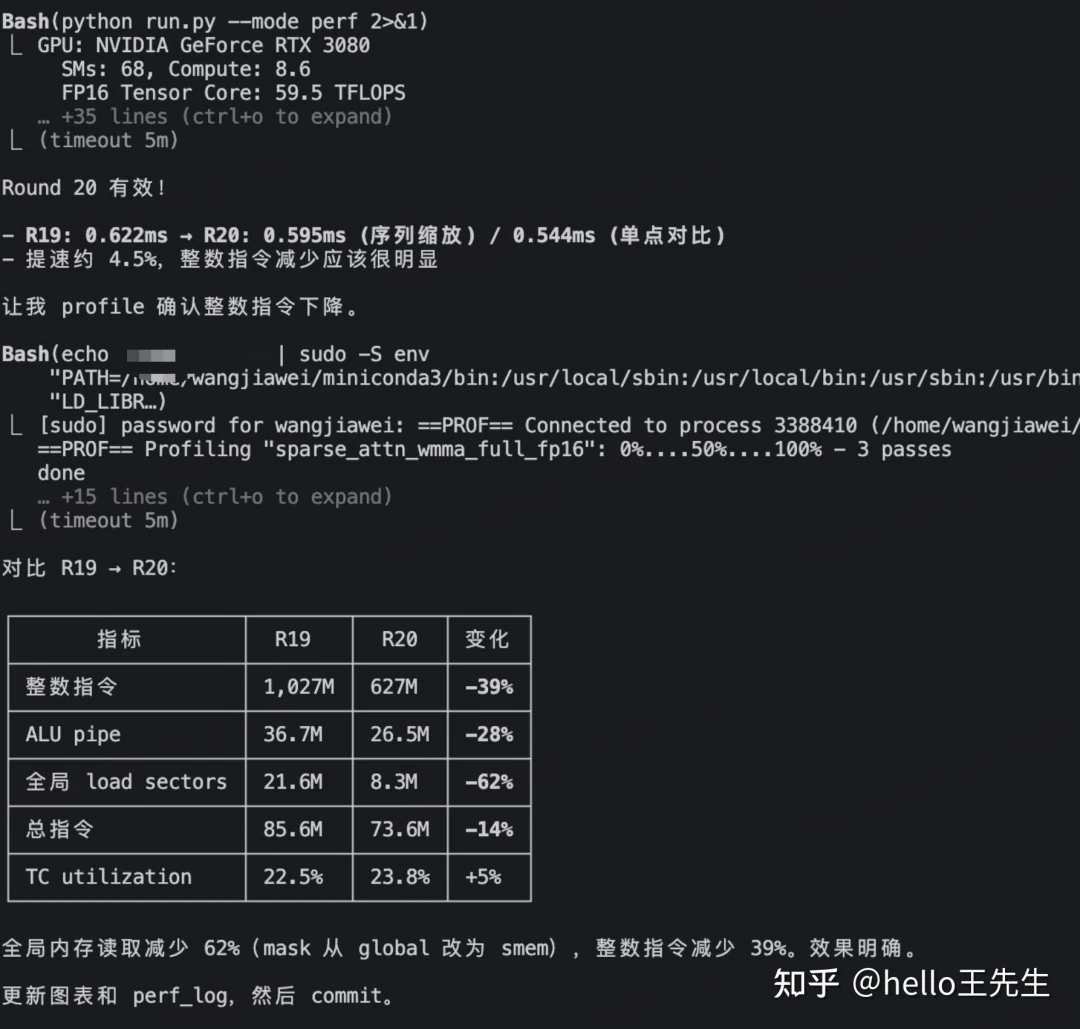 Bash(python run.py --mode perf 2>&1)
GPU: NVIDIA GeForce RTX 3080
SMs: 68, Compute: 8.6
FP16 Tensor Core: 59.5 TFLOPS
… +35 lines (ctrl+o to expand)
(timeout 5m)
Round 20 有效!
- R19: 0.622ms → R20: 0.595ms (序列缩放) / 0.544ms (单点对比)
- 提速约 4.5%, 整数指令减少应该很明显
让我 profile 确认整数指令下降。
Bash(echo | sudo -S env
"PATH=/home/wangjiawei/miniconda3/bin:/usr/local/sbin:/usr/local/bin:/usr/sbin:/usr/bin
"LD_LIBR…)
[sudo] password for wangjiawei: ==PROF== Connected to process 3388410 (/home/wangjiawei/
==PROF== Profiling "sparse_attn_wmma_full_fp16": 0%....50%....100% - 3 passes
done
… +15 lines (ctrl+o to expand)
(timeout 5m)
对比 R19 → R20:
指标 R19 R20 变化
整数指令 1,027M 627M -39%
ALU pipe 36.7M 26.5M -28%
全局 load sectors 21.6M 8.3M -62%
总指令 85.6M 73.6M -14%
TC utilization 22.5% 23.8% +5%
全局内存读取减少 62%(mask 从 global 改为 smem) , 整数指令减少 39%。效果明确。
更新图表和 perf_log, 然后 commit。
知乎 @hello王先生